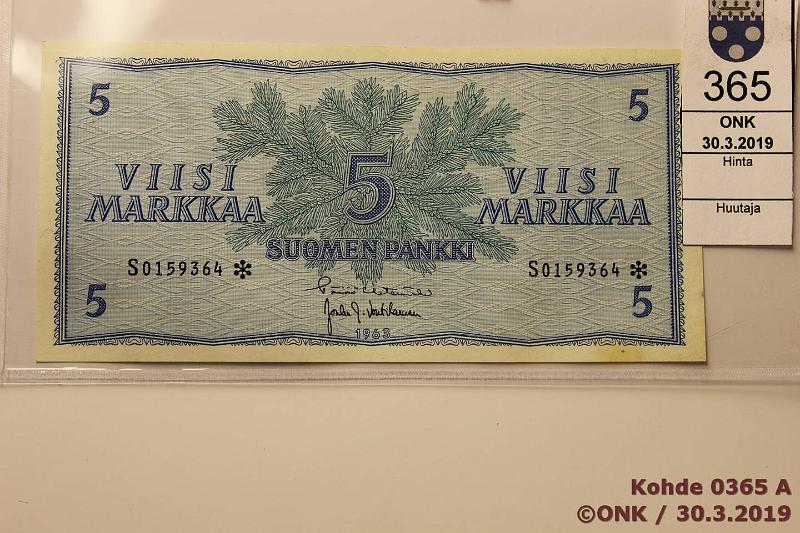 5
5
VIISI
MARKKAA
5
VIISI
MARKKAA
SUOMEN PANKKI
S0159364 *
S0159364 *
5
5
1963
365
ONK
30.3.2019
Hinta
Huutaja
Kohde 0365 A
©ONK / 30.3.2019